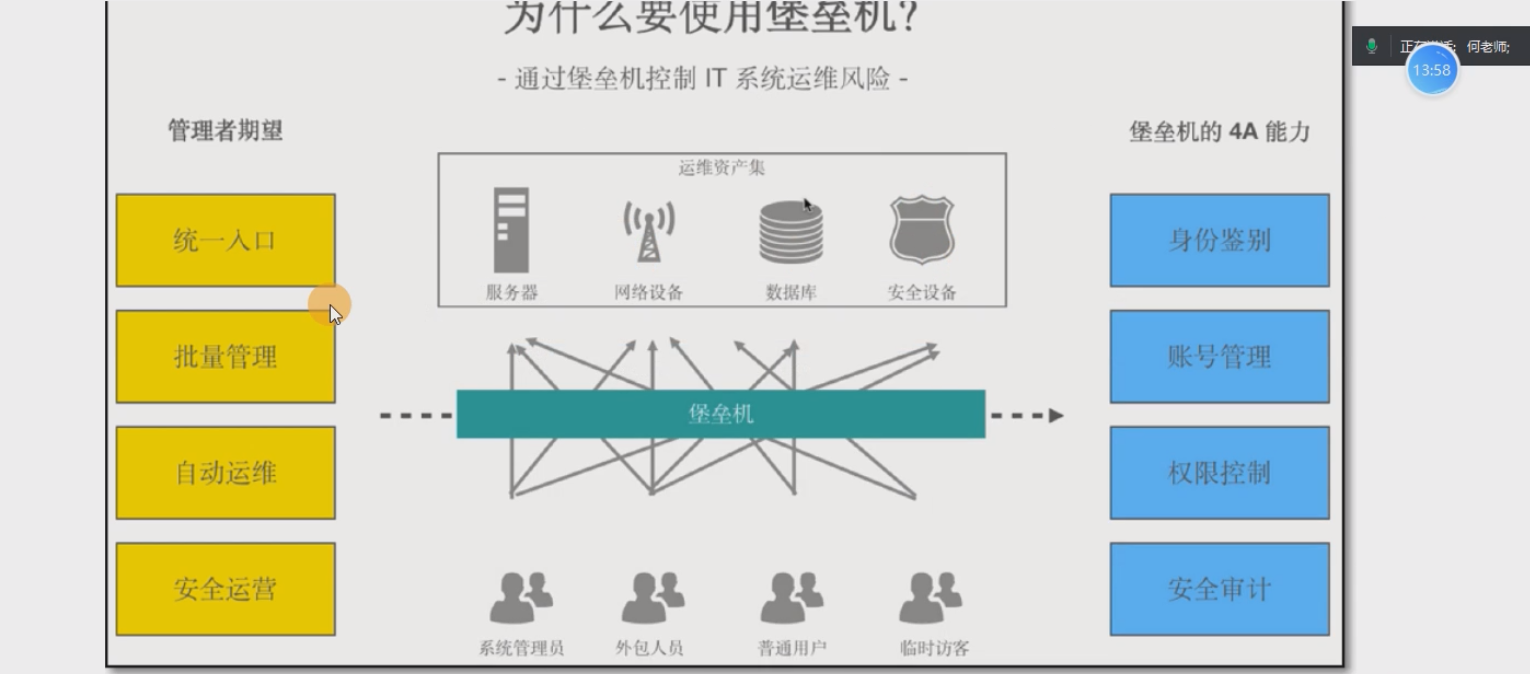 为什么要使用堡垒机？
- 通过堡垒机控制 IT 系统运维风险 -
何老师;
13:58
管理者期望
统一入口
批量管理
自动运维
安全运营
运维资产集
服务器
网络设备
数据库
安全设备
堡垒机
系统管理员
外包人员
普通用户
临时访客
堡垒机的 4A 能力
身份鉴别
账号管理
权限控制
安全审计